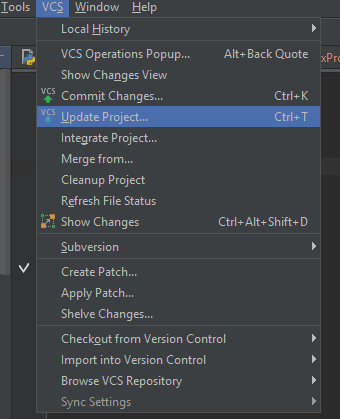 Tools VCS Window Help
Local History
VCS Operations Popup... Alt+Back Quote
Show Changes View
VCS Commit Changes... Ctrl+K
VCS Update Project... Ctrl+T
Integrate Project...
Merge from...
Cleanup Project
Refresh File Status
Show Changes Ctrl+Alt+Shift+D
Subversion
Create Patch...
Apply Patch...
Shelve Changes...
Checkout from Version Control
Import into Version Control
Browse VCS Repository
Sync Settings